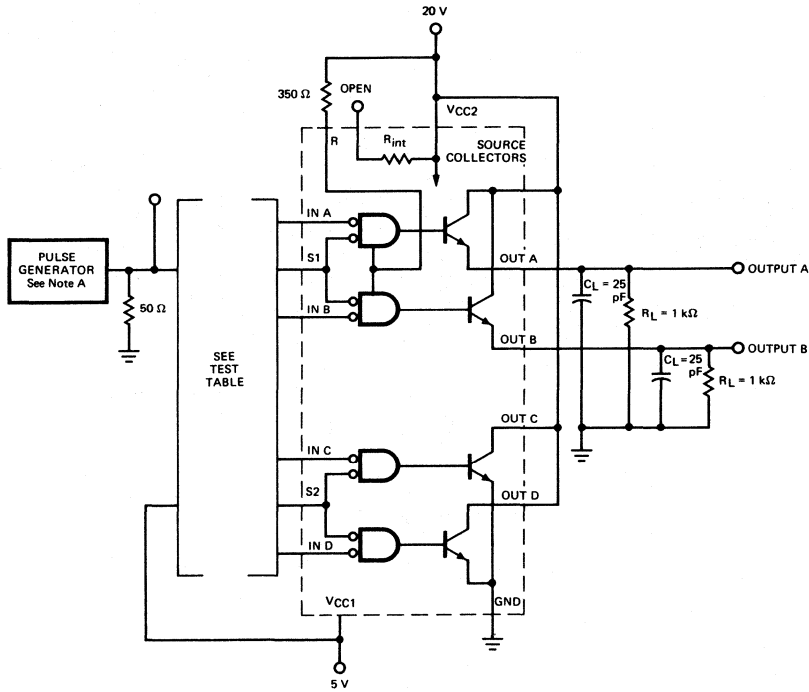 20 V
350 Ω
OPEN
VCC2
R
Rint
SOURCE
COLLECTORS
IN A
PULSE
GENERATOR
See Note A
S1
OUT A
OUTPUT A
50 Ω
CL = 25
pF
RL = 1 kΩ
IN B
OUT B
OUTPUT B
SEE
TEST
TABLE
CL = 25
pF
RL = 1 kΩ
OUT C
IN C
S2
OUT D
IN D
VCC1
GND
5 V